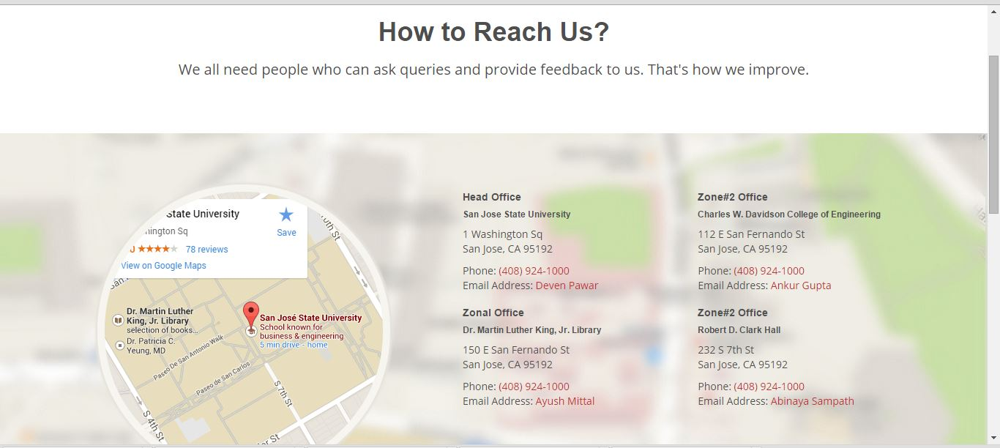 How to Reach Us?
We all need people who can ask queries and provide feedback to us. That's how we improve.
State University
hington Sq
78 reviews
View on Google Maps
Save
0th St
San
Dr. Martin Luther
King, Jr. Library
selection of books...
Dr. Patricia C.
Yeung, MD
San José State University
School known for
business & engineering
5 min drive - home
Paseo De San Antonio Walk
Paseo de San Carlos
S 7th St
S 4th St
der St
Head Office
San Jose State University
1 Washington Sq
San Jose, CA 95192
Phone: (408) 924-1000
Email Address: Deven Pawar
Zonal Office
Dr. Martin Luther King, Jr. Library
150 E San Fernando St
San Jose, CA 95192
Phone: (408) 924-1000
Email Address: Ayush Mittal
Zone#2 Office
Charles W. Davidson College of Engineering
112 E San Fernando St
San Jose, CA 95192
Phone: (408) 924-1000
Email Address: Ankur Gupta
Zone#2 Office
Robert D. Clark Hall
232 S 7th St
San Jose, CA 95192
Phone: (408) 924-1000
Email Address: Abinaya Sampath